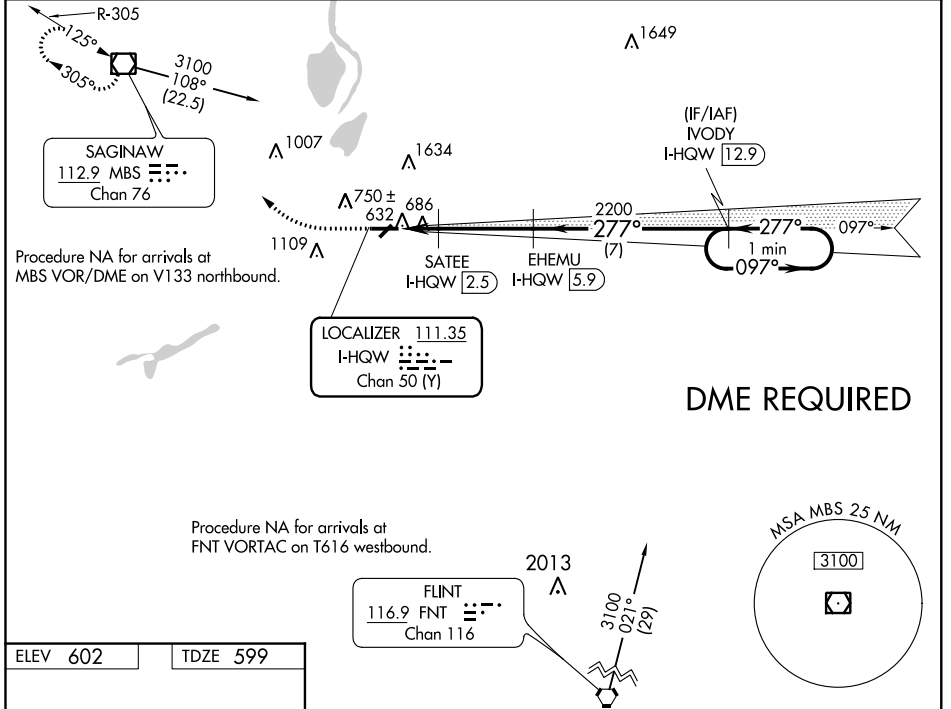 R-305
125°
305°
3100
108°
(22.5)
SAGINAW
112.9 MBS
Chan 76
Procedure NA for arrivals at
MBS VOR/DME on V133 northbound.
1649
1007
1634
750 ±
632
686
1109
(IF/IAF)
IVODY
I-HQW 12.9
2200
277°
(7)
277°
097°
1 min
097°
SATEE
I-HQW 2.5
EHEMU
I-HQW 5.9
LOCALIZER 111.35
I-HQW
Chan 50 (Y)
DME REQUIRED
Procedure NA for arrivals at
FNT VORTAC on T616 westbound.
2013
FLINT
116.9 FNT
Chan 116
3100
021°
(29)
MSA MBS 25 NM
3100
ELEV 602
TDZE 599